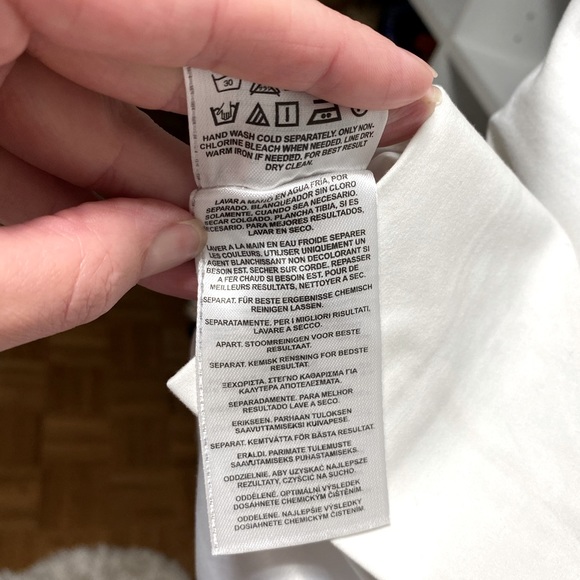 30
HAND WASH COLD SEPARATELY. ONLY NON-
CHLORINE BLEACH WHEN NEEDED. LINE DRY.
WARM IRON IF NEEDED. FOR BEST RESULT
DRY CLEAN.
LAVAR A MANO EN AGUA FRÍA, POR
SEPARADO. BLANQUEADOR SIN CLORO
SOLAMENTE, CUANDO SEA NECESARIO.
SECAR COLGADO. PLANCHA TIBIA, SI ES
NECESARIO. PARA MEJORES RESULTADOS,
LAVAR EN SECO.
LAVER A LA MAIN EN EAU FROIDE SEPARER
LES COULEURS, UTILISER UNIQUEMENT UN
AGENT BLANCHISSANT NON DECOLORANT SI
BESOIN EST. SECHER SUR CORDE. REPASSER
A FER CHAUD SI BESOIN EST. POUR DE
MEILLEURS RESULTATS, NETTOYER A SEC.
SEPARAT. FÜR BESTE ERGEBNISSE CHEMISCH
REINIGEN LASSEN.
SEPARATAMENTE. PER I MIGLIORI RISULTATI,
LAVARE A SECCO.
APART. STOOMREINIGEN VOOR BESTE
RESULTAAT.
SEPARAT. KEMISK RENSNING FOR BEDSTE
RESULTAT.
ΞΕΧΩΡΙΣΤΑ. ΣΤΕΓΝΟ ΚΑΘΑΡΙΣΜΑ ΓΙΑ
ΚΑΛΥΤΕΡΑ ΑΠΟΤΕΛΕΣΜΑΤΑ.
SEPARADAMENTE. PARA MELHOR
RESULTADO LAVE A SECO.
ERIKSEEN. PARHAAN TULOKSEN
SAAVUTTAMISEKSI KUIVAPESE.
SEPARAT. KEMTVÄTTA FÖR BÄSTA RESULTAT.
ERALDI. PARIMATE TULEMUSTE
SAAVUTAMISEKS PUHASTAMISEKS.
ODDZIELNIE. ABY UZYSKAĆ NAJLEPSZE
REZULTATY, CZYŚCIĆ NA SUCHO.
ODDĚLENĚ. OPTIMÁLNÍ VÝSLEDEK
DOSÁHNETE CHEMICKÝM ČIŠTĚNÍM.
ODDELENE. NAJLEPŠIE VÝSLEDKY
DOSIAHNETE CHEMICKÝM ČISTENÍM.